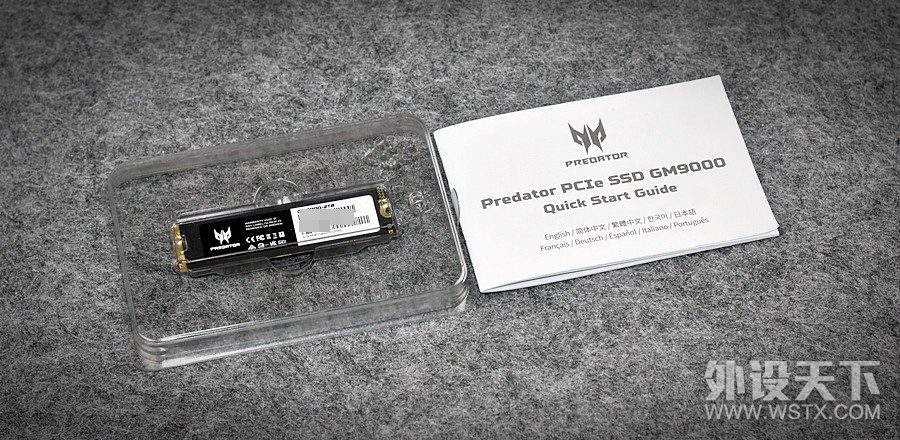 PREDATOR
PREDATOR
Predator PCIe SSD GM9000
Quick Start Guide
English / 简体中文 / 繁體中文 / 한국어 / 日本語
Français / Deutsch / Español / Italiano / Português
外设天下
WWW.WSTX.COM